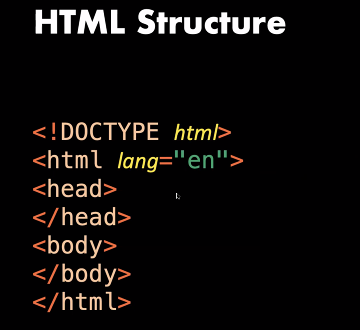 HTML Structure
<!DOCTYPE html>
<html lang="en">
<head>
</head>
<body>
</body>
</html>